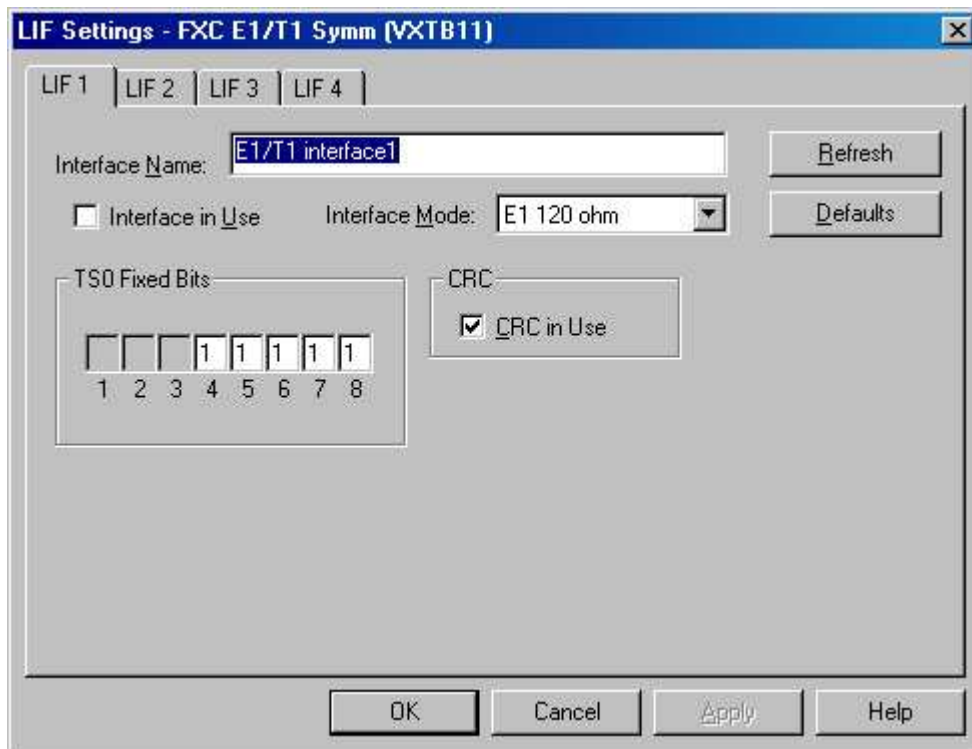 LIF Settings - FXC E1/T1 Symm (VXTB11)
LIF 1 LIF 2 LIF 3 LIF 4
Interface Name: E1/T1 interface1 Refresh
Interface in Use Interface Mode: E1 120 ohm Defaults
TS0 Fixed Bits CRC
CRC in Use
1 1 1 1 1
1 2 3 4 5 6 7 8
OK Cancel Apply Help